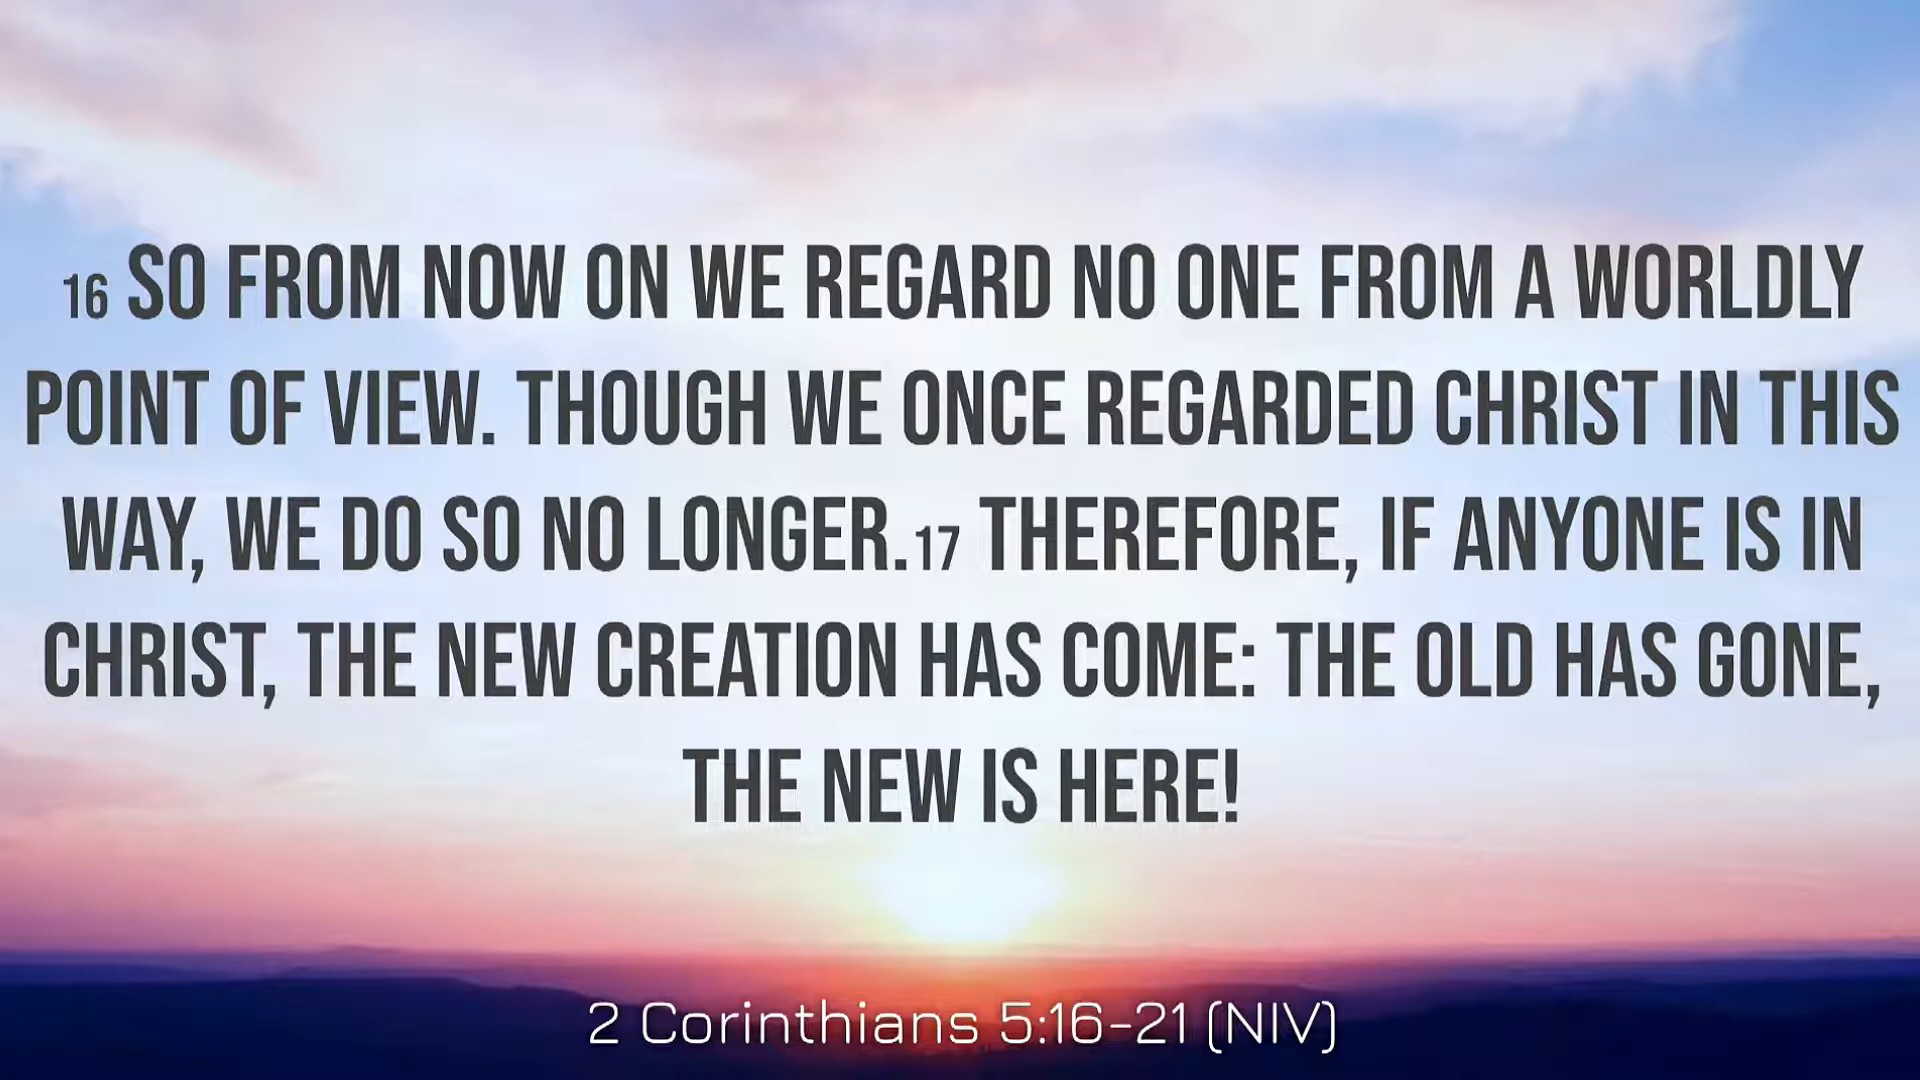 16 SO FROM NOW ON WE REGARD NO ONE FROM A WORLDLY
POINT OF VIEW. THOUGH WE ONCE REGARDED CHRIST IN THIS
WAY, WE DO SO NO LONGER.17 THEREFORE, IF ANYONE IS IN
CHRIST, THE NEW CREATION HAS COME: THE OLD HAS GONE,
THE NEW IS HERE!
2 Corinthians 5:16-21 (NIV)